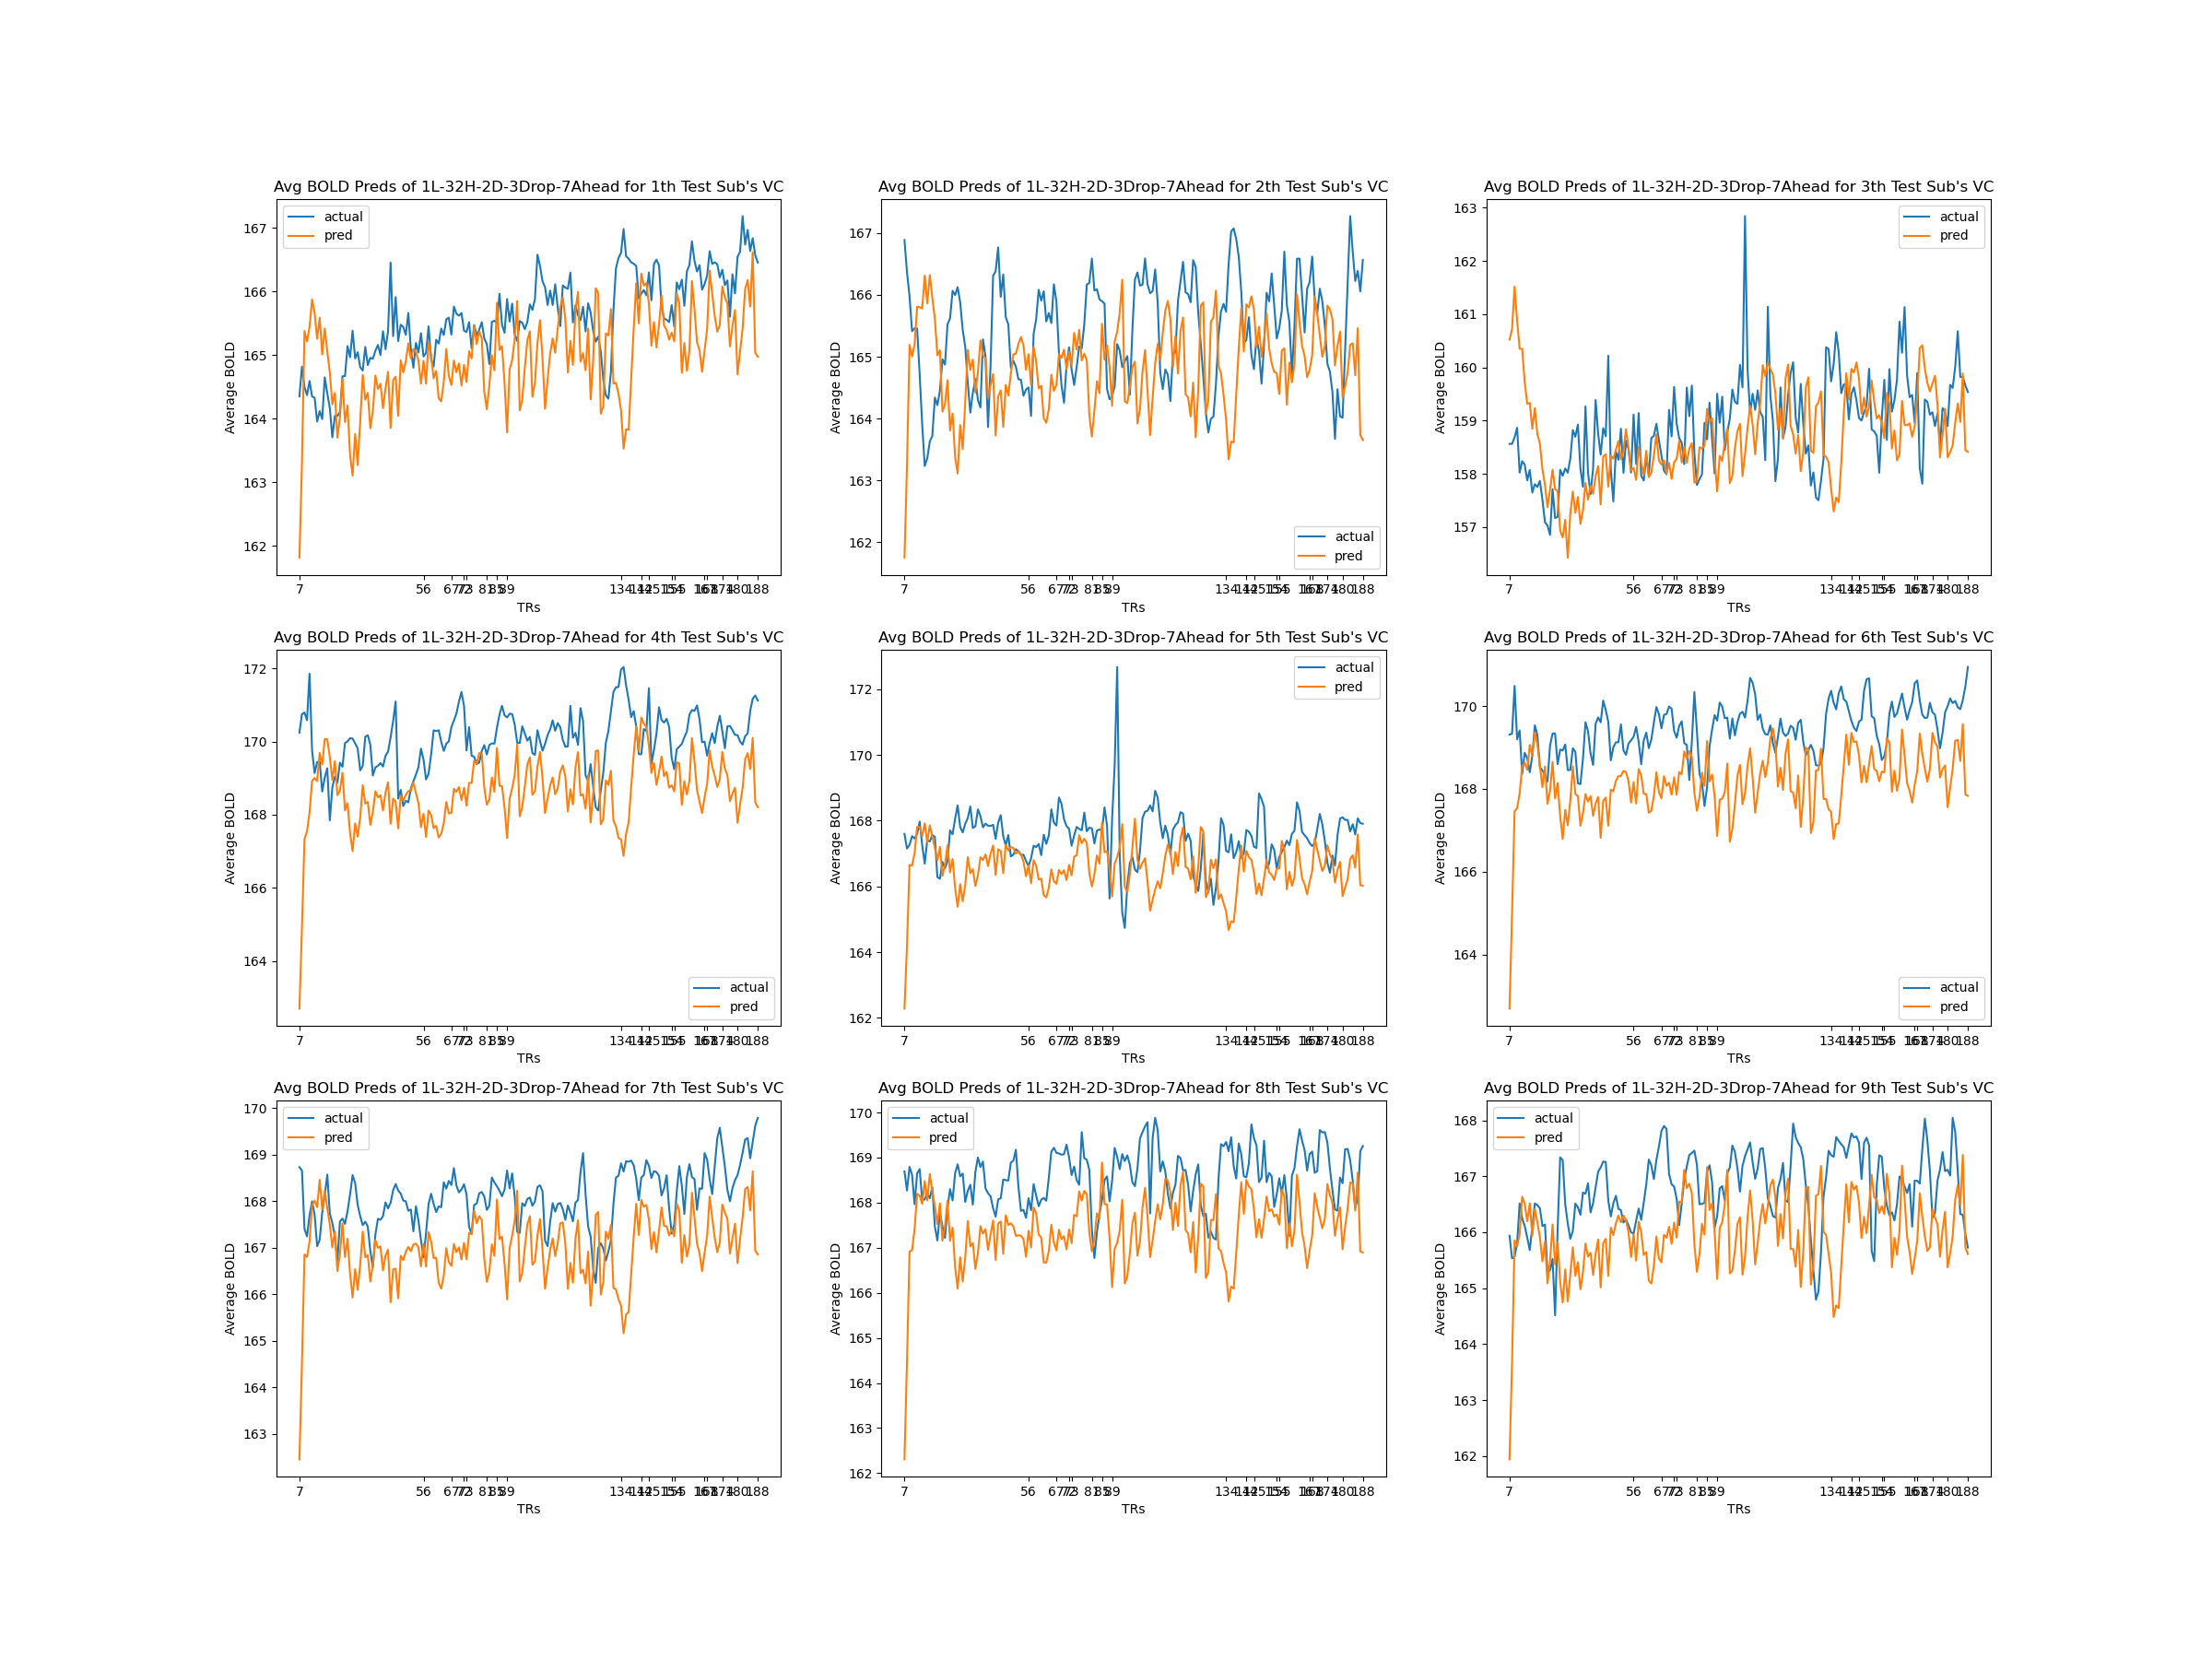 Avg BOLD Preds of 1L-32H-2D-3Drop-7Ahead for 1th Test Sub's VC
actual
pred
167
166
165
164
163
162
Average BOLD
7 56 134 188
TRs
Avg BOLD Preds of 1L-32H-2D-3Drop-7Ahead for 2th Test Sub's VC
167
166
165
164
163
162
Average BOLD
actual
pred
7 56 134 188
TRs
Avg BOLD Preds of 1L-32H-2D-3Drop-7Ahead for 3th Test Sub's VC
actual
pred
163
162
161
160
159
158
157
Average BOLD
7 56 134 188
TRs
Avg BOLD Preds of 1L-32H-2D-3Drop-7Ahead for 4th Test Sub's VC
172
170
168
166
164
Average BOLD
actual
pred
7 56 134 188
TRs
Avg BOLD Preds of 1L-32H-2D-3Drop-7Ahead for 5th Test Sub's VC
actual
pred
172
170
168
166
164
162
Average BOLD
7 56 134 188
TRs
Avg BOLD Preds of 1L-32H-2D-3Drop-7Ahead for 6th Test Sub's VC
170
168
166
164
Average BOLD
actual
pred
7 56 134 188
TRs
Avg BOLD Preds of 1L-32H-2D-3Drop-7Ahead for 7th Test Sub's VC
actual
pred
170
169
168
167
166
165
164
163
Average BOLD
7 56 134 188
TRs
Avg BOLD Preds of 1L-32H-2D-3Drop-7Ahead for 8th Test Sub's VC
actual
pred
170
169
168
167
166
165
164
163
162
Average BOLD
7 56 134 188
TRs
Avg BOLD Preds of 1L-32H-2D-3Drop-7Ahead for 9th Test Sub's VC
actual
pred
168
167
166
165
164
163
162
Average BOLD
7 56 134 188
TRs